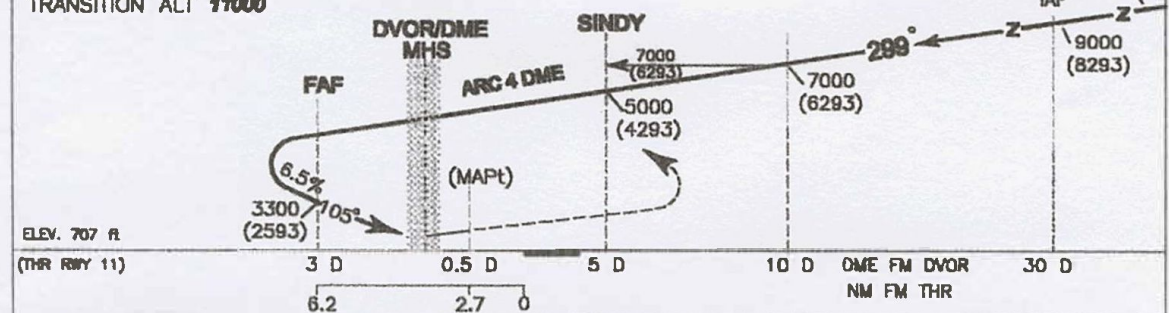 TRANSITION ALT 11000
DVOR/DME
MHS
SINDY
IAF
FAF
ARC 4 DME
7000
(6293)
299°
Z
Z
9000
(8293)
7000
(6293)
5000
(4293)
(MAPt)
6.5%
105°
3300
(2593)
ELEV. 707 ft
(THR RWY 11)
3 D
0.5 D
5 D
10 D
DME FM DVOR
30 D
NM FM THR
6.2
2.7
0